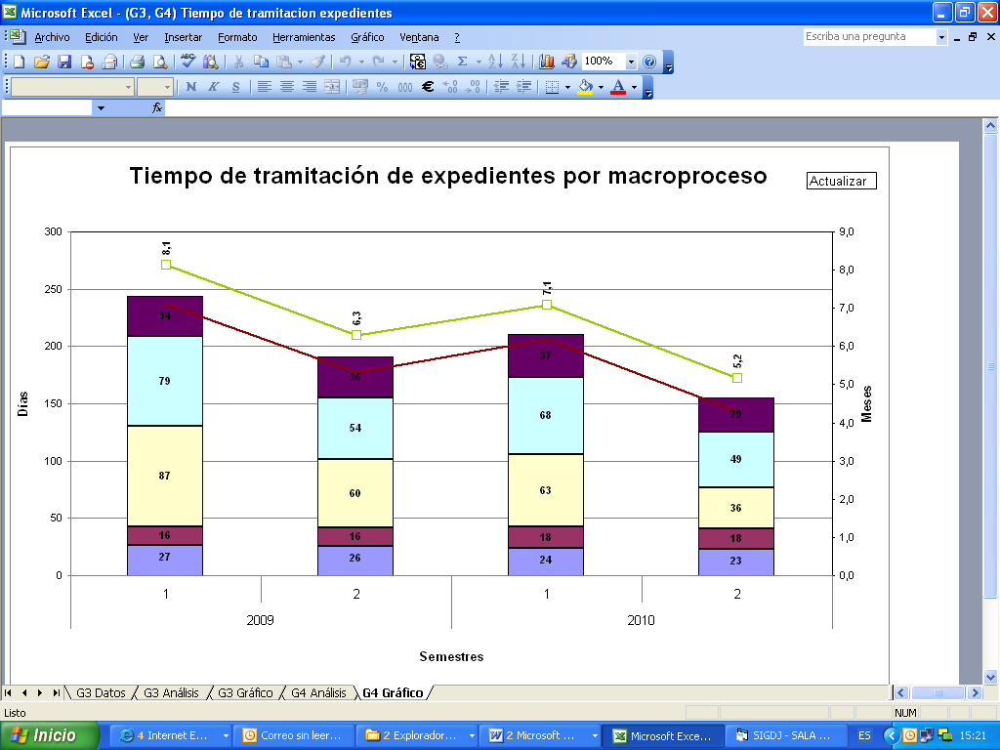 Microsoft Excel - (G3, G4) Tiempo de tramitacion expedientes
Archivo Edición Ver Insertar Formato Herramientas Gráfico Ventana ? Escriba una pregunta
100%
N K S % 000 €
fx
Tiempo de tramitación de expedientes por macroproceso
Actualizar
300 9,0
8,1
8,0
250
34 7,1 7,0
6,3
200 36 37 6,0
79 5,2
5,0
150 54 68 29
4,0
87 49
100 3,0
60 63
36 2,0
50
16 16 18 18 1,0
27 26 24 23
0 0,0
Días
Meses
1 2 1 2
2009 2010
Semestres
G3 Datos G3 Análisis G3 Gráfico G4 Análisis G4 Gráfico
Listo NUM
Inicio 4 Internet E... Correo sin leer... 2 Explorador... 2 Microsoft ... Microsoft Exce... SIGDJ - SALA ... ES 15:21